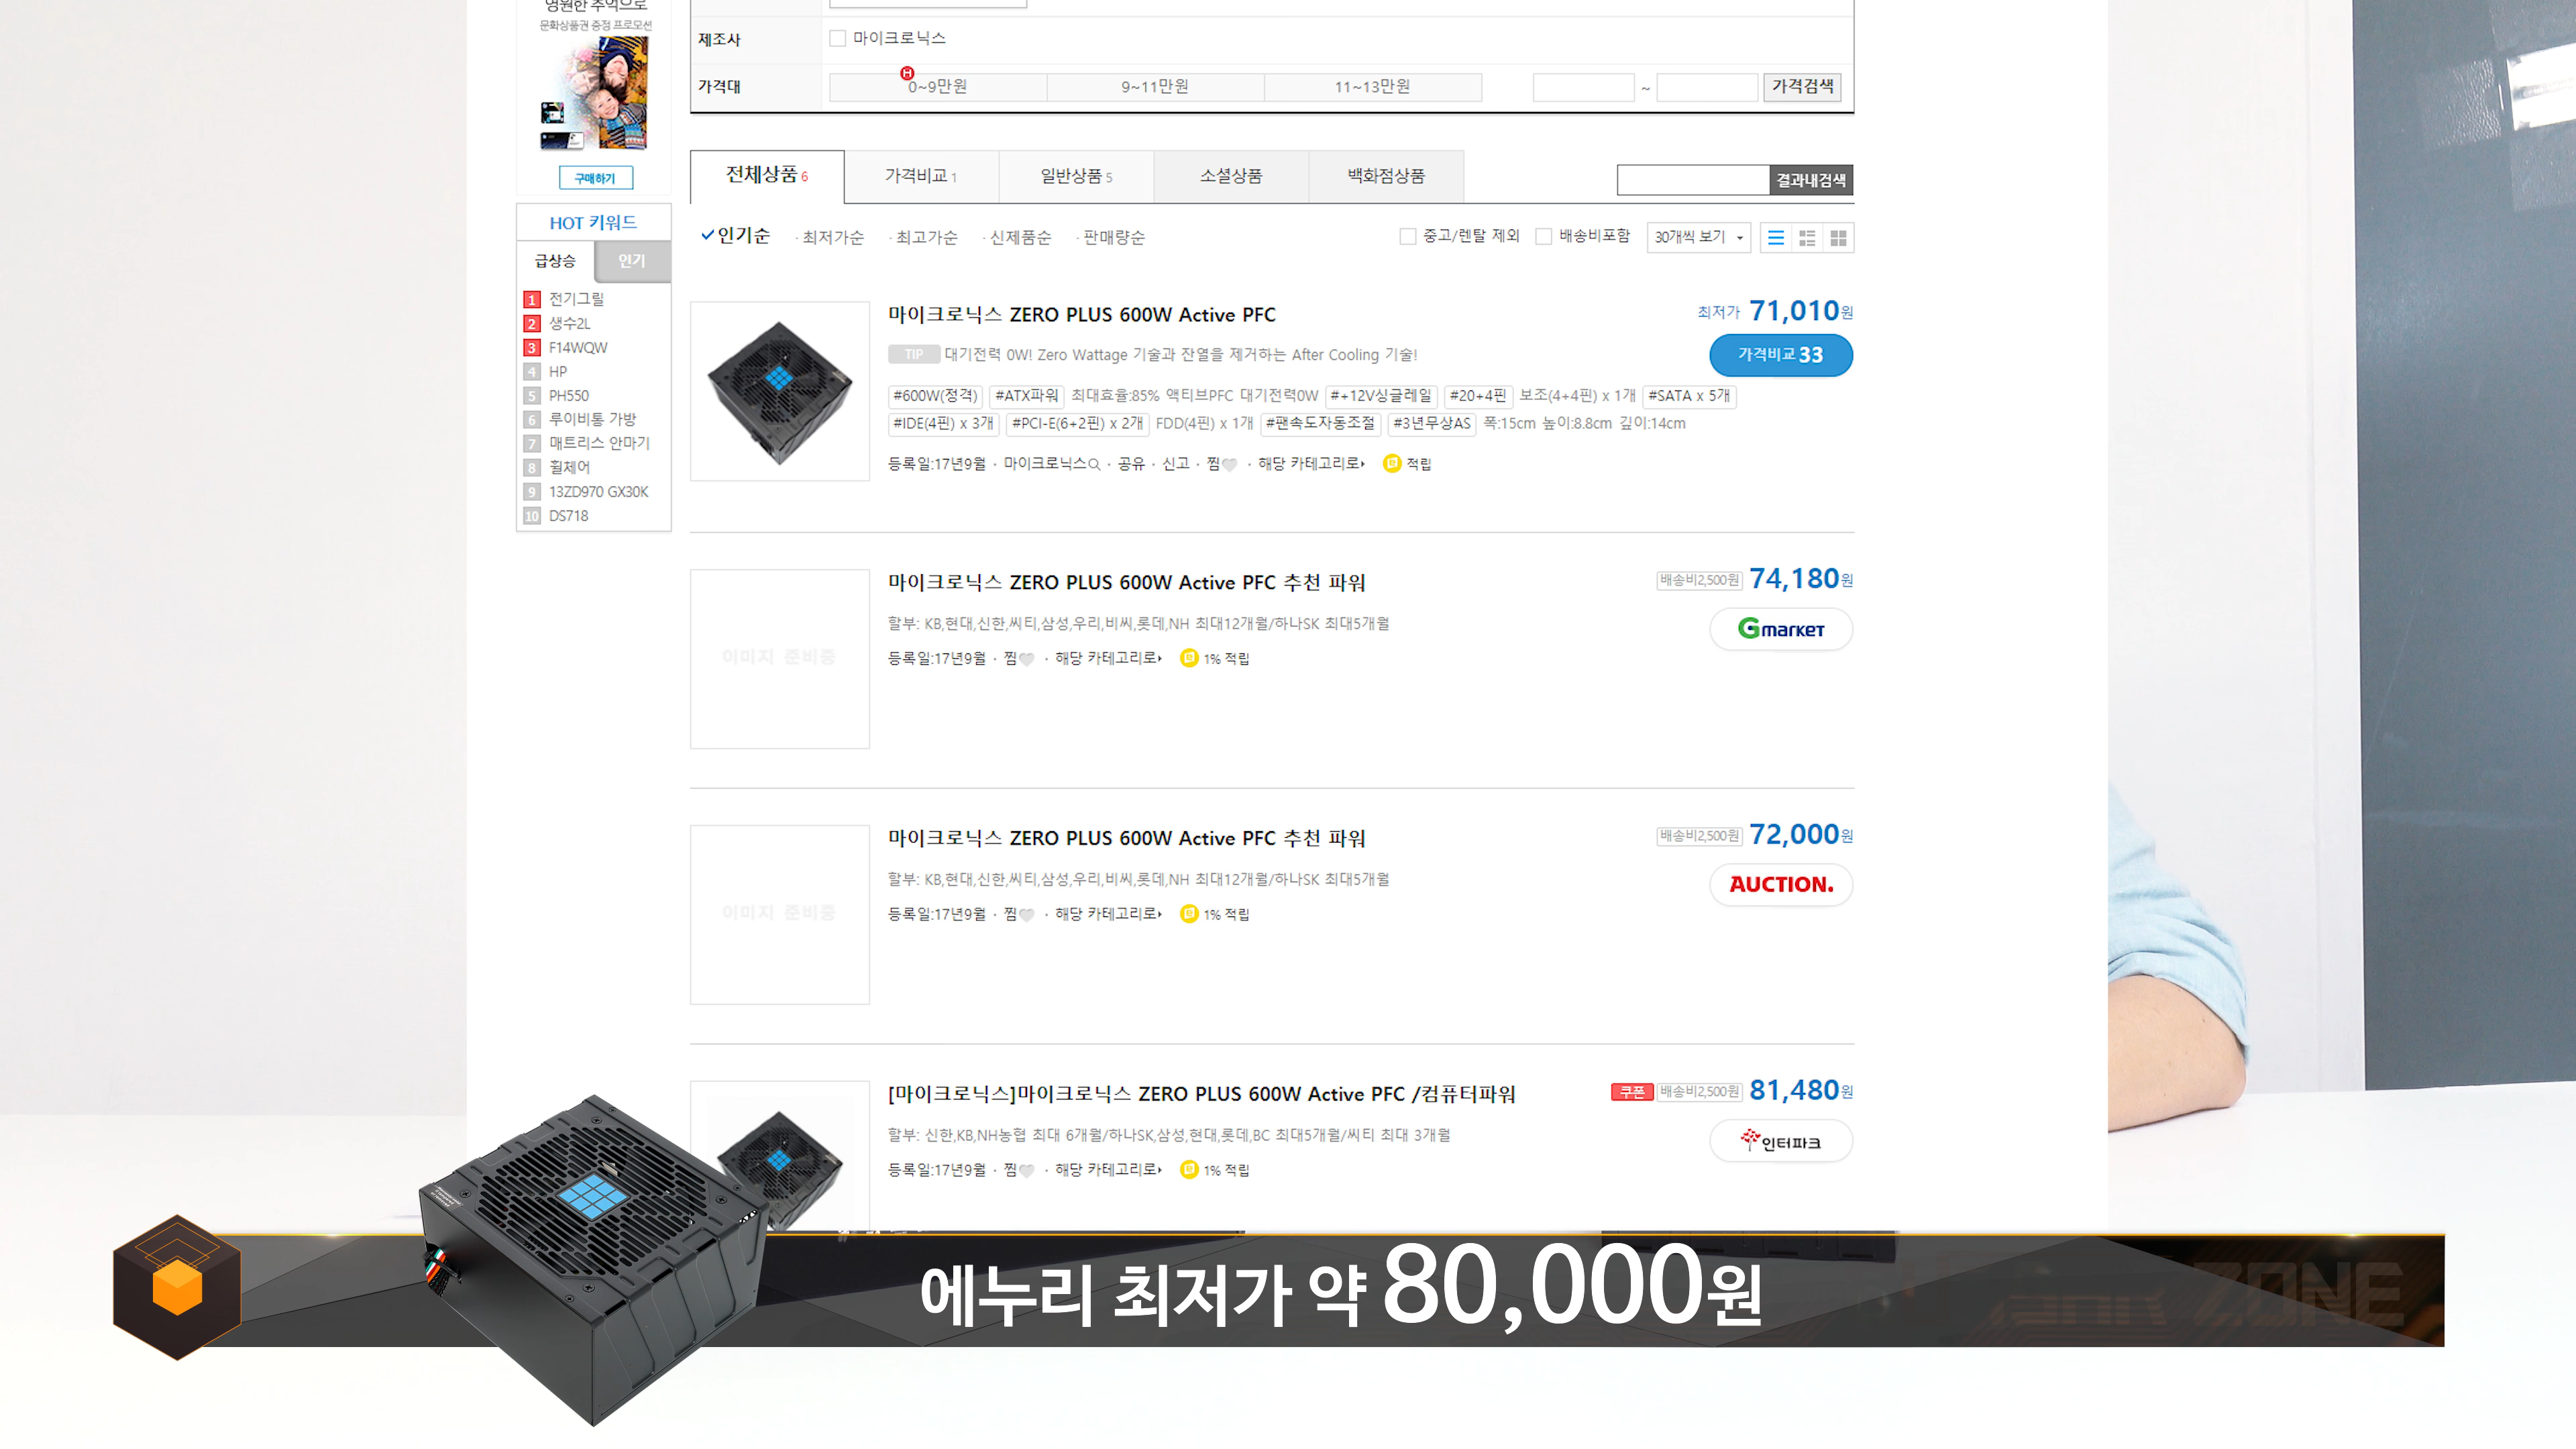 영원한 추억으로
문화상품권 증정 프로모션
구매하기
HOT 키워드
급상승 인기
1 전기그릴
2 생수2L
3 F14WQW
4 HP
5 PH550
6 루이비통 가방
7 매트리스 안마기
8 휠체어
9 13ZD970 GX30K
10 DS718
제조사 마이크로닉스
가격대 0~9만원 9~11만원 11~13만원 ~ 가격검색
전체상품 6 가격비교 1 일반상품 5 소셜상품 백화점상품 결과내검색
인기순 · 최저가순 · 최고가순 · 신제품순 · 판매량순 중고/렌탈 제외 배송비포함 30개씩 보기
마이크로닉스 ZERO PLUS 600W Active PFC 최저가 71,010원
TIP 대기전력 0W! Zero Wattage 기술과 잔열을 제거하는 After Cooling 기술! 가격비교 33
#600W(정격) #ATX파워 최대효율:85% 액티브PFC 대기전력0W #+12V싱글레일 #20+4핀 보조(4+4핀) x 1개 #SATA x 5개
#IDE(4핀) x 3개 #PCI-E(6+2핀) x 2개 FDD(4핀) x 1개 #팬속도자동조절 #3년무상AS 폭:15cm 높이:8.8cm 깊이:14cm
등록일:17년9월 · 마이크로닉스 · 공유 · 신고 · 찜 · 해당 카테고리로 적립
마이크로닉스 ZERO PLUS 600W Active PFC 추천 파워 배송비2,500원 74,180원
할부: KB,현대,신한,씨티,삼성,우리,비씨,롯데,NH 최대12개월/하나SK 최대5개월 Gmarket
이미지 준비중
등록일:17년9월 · 찜 · 해당 카테고리로 1% 적립
마이크로닉스 ZERO PLUS 600W Active PFC 추천 파워 배송비2,500원 72,000원
할부: KB,현대,신한,씨티,삼성,우리,비씨,롯데,NH 최대12개월/하나SK 최대5개월 AUCTION.
이미지 준비중
등록일:17년9월 · 찜 · 해당 카테고리로 1% 적립
[마이크로닉스]마이크로닉스 ZERO PLUS 600W Active PFC /컴퓨터파워 쿠폰 배송비2,500원 81,480원
할부: 신한,KB,NH농협 최대 6개월/하나SK,삼성,현대,롯데,BC 최대5개월/씨티 최대 3개월 인터파크
등록일:17년9월 · 찜 · 해당 카테고리로 1% 적립
에누리 최저가 약 80,000원
ZONE